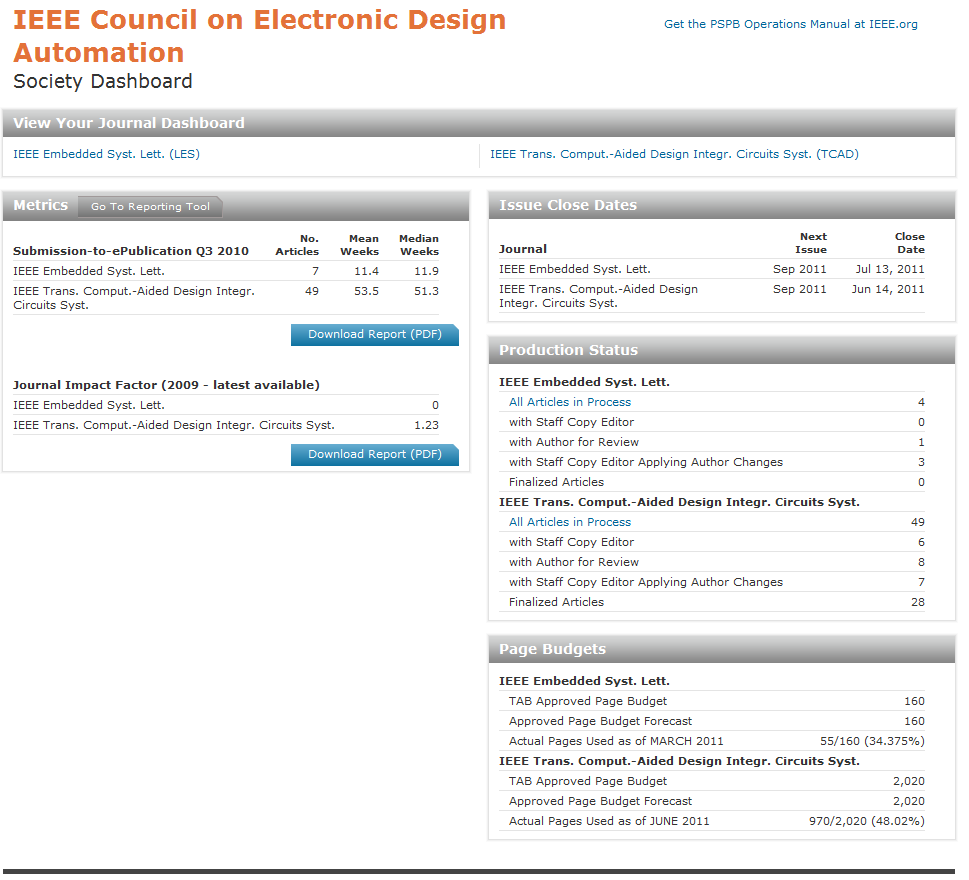 IEEE Council on Electronic Design
Automation
Society Dashboard
Get the PSPB Operations Manual at IEEE.org
View Your Journal Dashboard
IEEE Embedded Syst. Lett. (LES)
IEEE Trans. Comput.-Aided Design Integr. Circuits Syst. (TCAD)
Metrics Go To Reporting Tool
No. Mean Median
Submission-to-ePublication Q3 2010 Articles Weeks Weeks
IEEE Embedded Syst. Lett. 7 11.4 11.9
IEEE Trans. Comput.-Aided Design Integr. 49 53.5 51.3
Circuits Syst.
Download Report (PDF)
Journal Impact Factor (2009 - latest available)
IEEE Embedded Syst. Lett. 0
IEEE Trans. Comput.-Aided Design Integr. Circuits Syst. 1.23
Download Report (PDF)
Issue Close Dates
Next Close
Journal Issue Date
IEEE Embedded Syst. Lett. Sep 2011 Jul 13, 2011
IEEE Trans. Comput.-Aided Design Sep 2011 Jun 14, 2011
Integr. Circuits Syst.
Production Status
IEEE Embedded Syst. Lett.
All Articles in Process 4
with Staff Copy Editor 0
with Author for Review 1
with Staff Copy Editor Applying Author Changes 3
Finalized Articles 0
IEEE Trans. Comput.-Aided Design Integr. Circuits Syst.
All Articles in Process 49
with Staff Copy Editor 6
with Author for Review 8
with Staff Copy Editor Applying Author Changes 7
Finalized Articles 28
Page Budgets
IEEE Embedded Syst. Lett.
TAB Approved Page Budget 160
Approved Page Budget Forecast 160
Actual Pages Used as of MARCH 2011 55/160 (34.375%)
IEEE Trans. Comput.-Aided Design Integr. Circuits Syst.
TAB Approved Page Budget 2,020
Approved Page Budget Forecast 2,020
Actual Pages Used as of JUNE 2011 970/2,020 (48.02%)